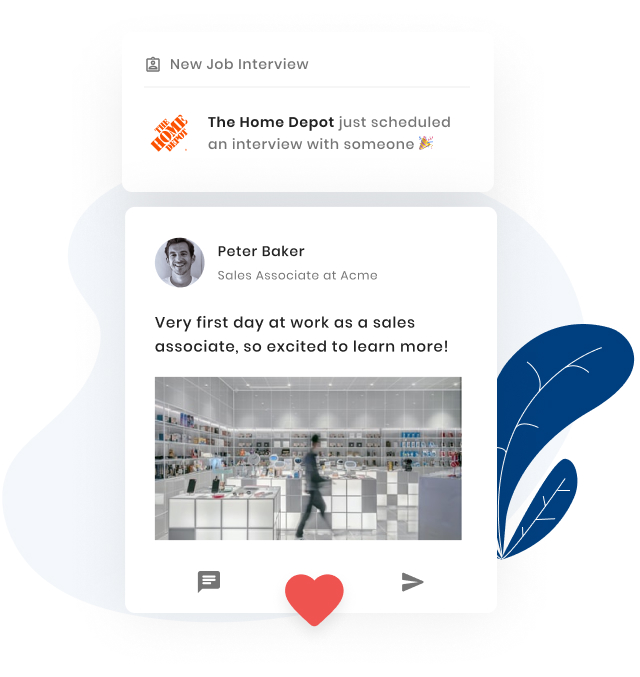 New Job Interview
THE
HOME
DEPOT
The Home Depot just scheduled
an interview with someone 🎉
Peter Baker
Sales Associate at Acme
Very first day at work as a sales
associate, so excited to learn more!